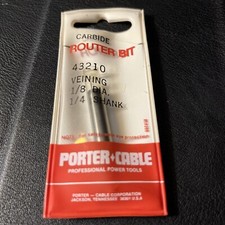 CARBIDE
ROUTER BIT
43210
VEINING
1/8 DIA.
1/4 SHANK
PORTER+CABLE
PROFESSIONAL POWER TOOLS
PORTER - CABLE CORPORATION
JACKSON, TENNESSEE 38301 U.S.A